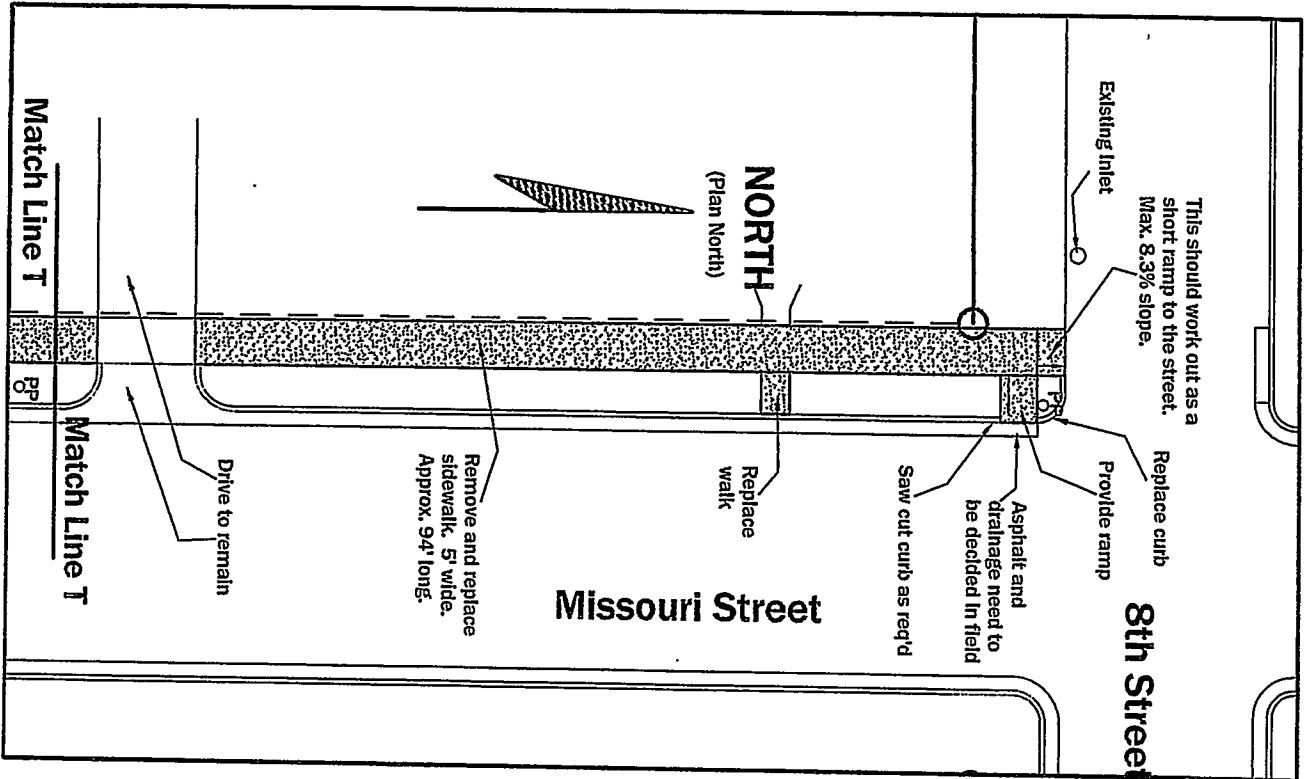 This should work out as a
short ramp to the street.
Max. 8.3% slope.
Existing Inlet
Replace curb
Provide ramp
8th Street
Asphalt and
drainage need to
be decided in field
Saw cut curb as req'd
NORTH
(Plan North)
Replace
walk
Missouri Street
Remove and replace
sidewalk. 5' wide.
Approx. 94' long.
Drive to remain
PP
Match Line T
Match Line T